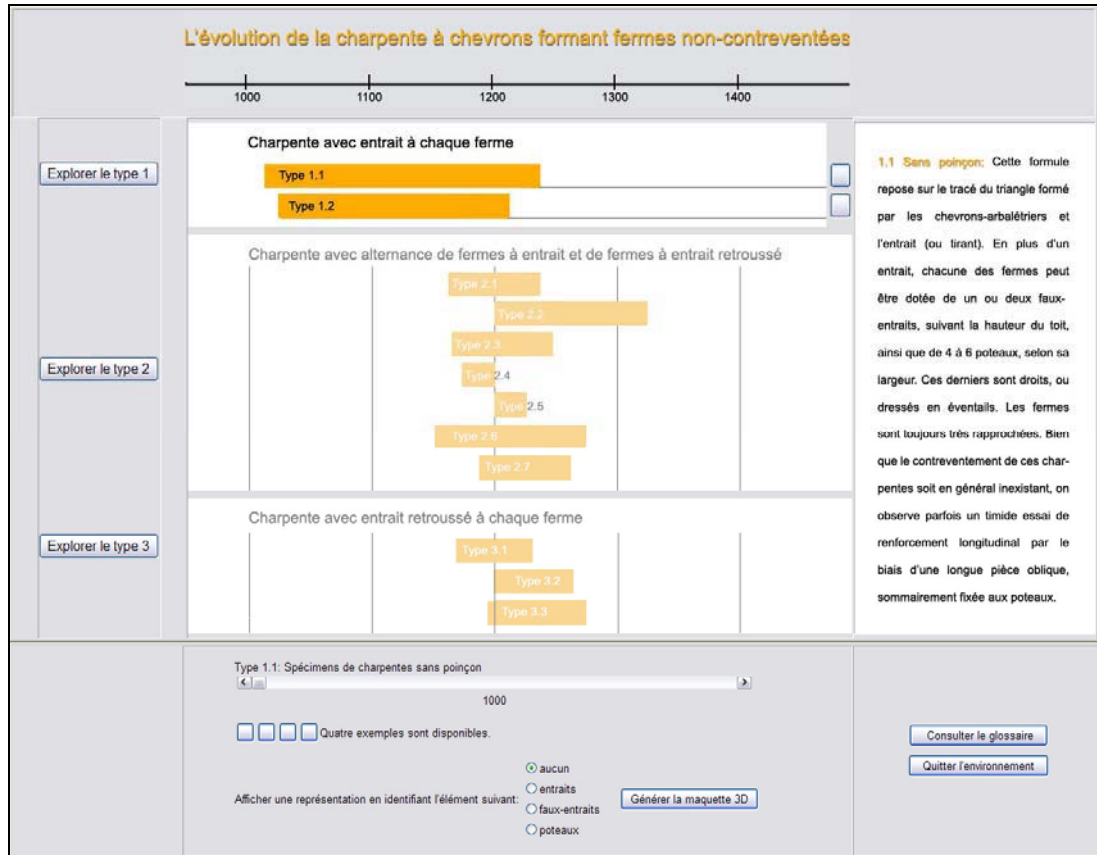 L'évolution de la charpente à chevrons formant fermes non-contreventées
1000 1100 1200 1300 1400
Charpente avec entrait à chaque ferme
Explorer le type 1
Type 1.1
Type 1.2
Charpente avec alternance de fermes à entrait et de fermes à entrait retroussé
Type 2.1
Type 2.2
Type 2.3
Explorer le type 2
Type 2.4
Type 2.5
Type 2.6
Type 2.7
Charpente avec entrait retroussé à chaque ferme
Explorer le type 3
Type 3.1
Type 3.2
Type 3.3
1.1 Sans poinçon: Cette formule
repose sur le tracé du triangle formé
par les chevrons-arbalétriers et
l'entrait (ou tirant). En plus d'un
entrait, chacune des fermes peut
être dotée de un ou deux faux-
entraits, suivant la hauteur du toit,
ainsi que de 4 à 6 poteaux, selon sa
largeur. Ces derniers sont droits, ou
dressés en éventails. Les fermes
sont toujours très rapprochées. Bien
que le contreventement de ces char-
pentes soit en général inexistant, on
observe parfois un timide essai de
renforcement longitudinal par le
biais d'une longue pièce oblique,
sommairement fixée aux poteaux.
Type 1.1: Spécimens de charpentes sans poinçon
1000
Quatre exemples sont disponibles.
Afficher une représentation en identifiant l'élément suivant:
aucun
entraits
faux-entraits
poteaux
Générer la maquette 3D
Consulter le glossaire
Quitter l'environnement